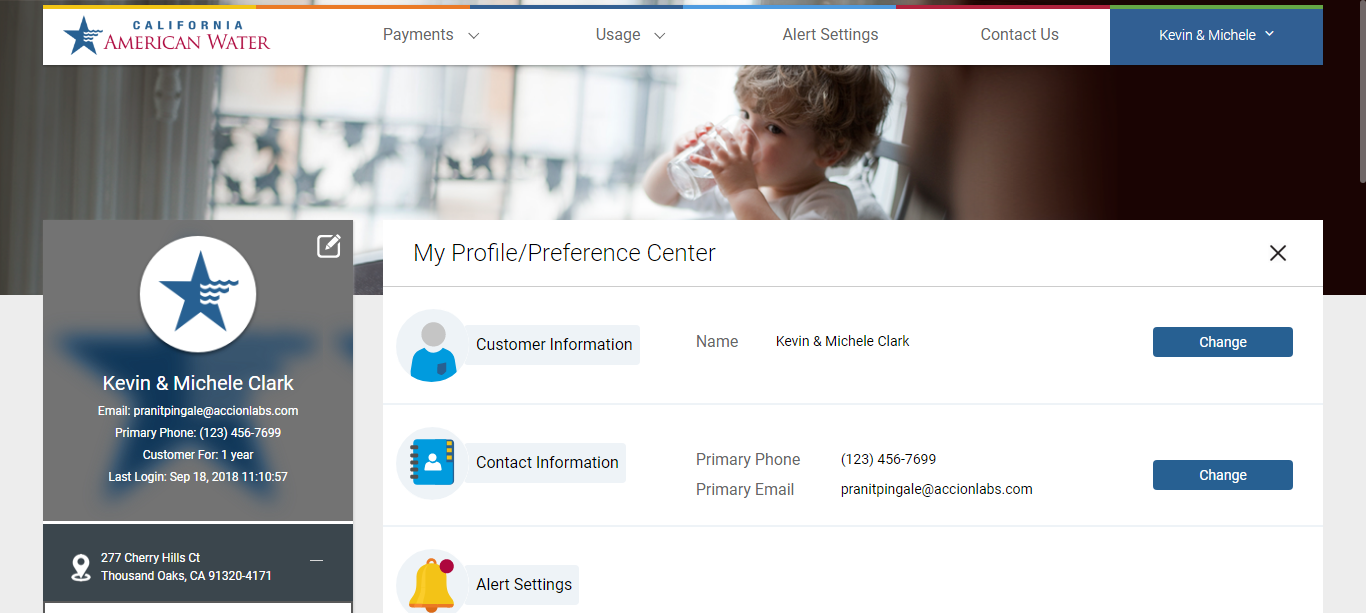 CALIFORNIA
AMERICAN WATER
Payments
Usage
Alert Settings
Contact Us
Kevin & Michele
My Profile/Preference Center
Kevin & Michele Clark
Email: pranitpingale@accionlabs.com
Primary Phone: (123) 456-7699
Customer For: 1 year
Last Login: Sep 18, 2018 11:10:57
277 Cherry Hills Ct
Thousand Oaks, CA 91320-4171
Customer Information
Name Kevin & Michele Clark
Change
Contact Information
Primary Phone (123) 456-7699
Primary Email pranitpingale@accionlabs.com
Change
Alert Settings